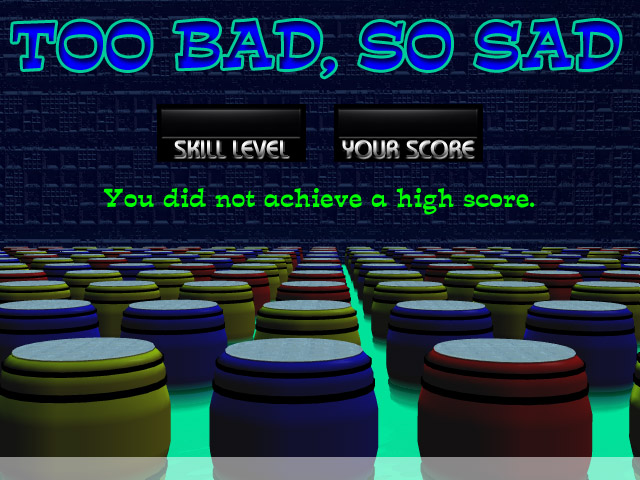 TOO BAD, SO SAD
SKILL LEVEL
YOUR SCORE
You did not achieve a high score.